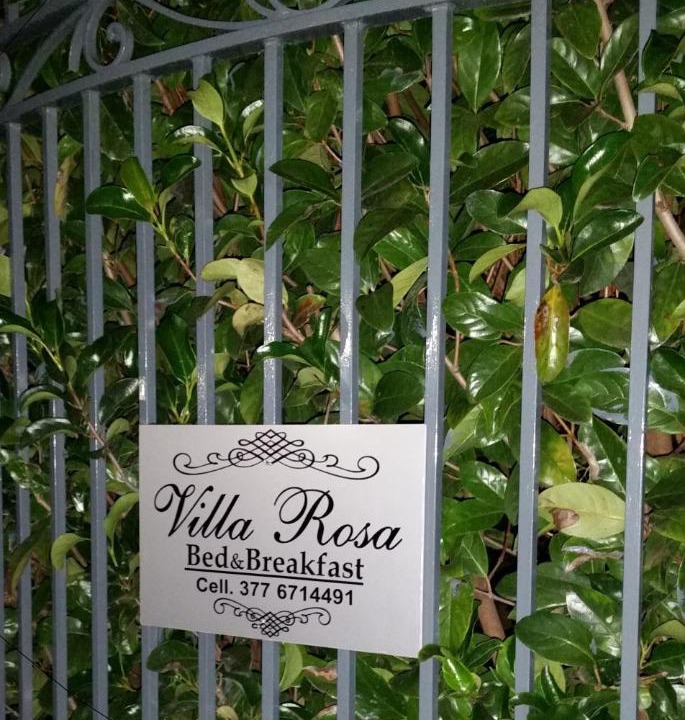 Villa Rosa
Bed&Breakfast
Cell. 377 6714491